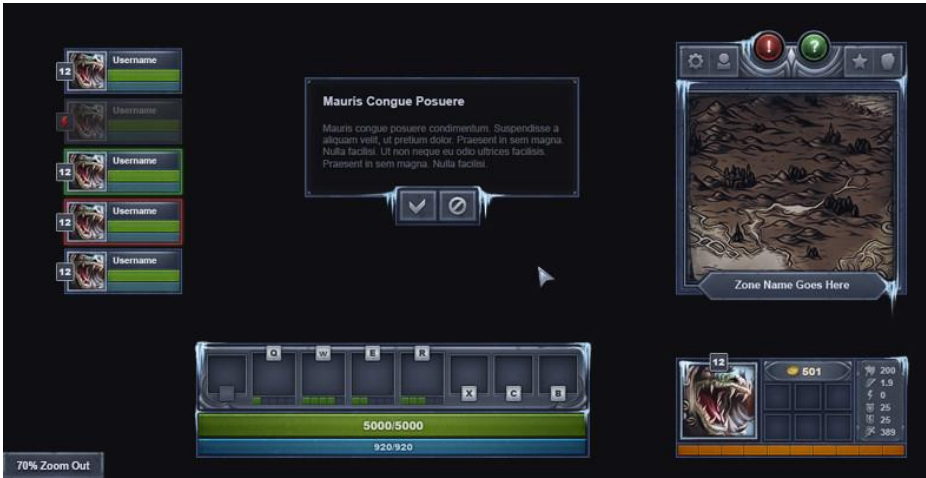 Username
12
Username
Username
12
Username
12
Username
12
Mauris Congue Posuere
Mauris congue posuere condimentum. Suspendisse a
aliquam velit, ut pretium dolor. Praesent in sem magna.
Nulla facilisi. Ut non neque eu odio ultrices facilisis.
Praesent in sem magna. Nulla facilisi.
!
?
Zone Name Goes Here
Q
W
E
R
X
C
B
5000/5000
920/920
12
501
200
1.9
0
25
25
389
70% Zoom Out